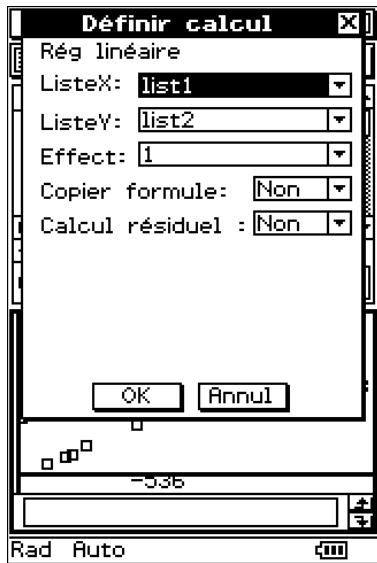 Définir calcul
Rég linéaire
ListeX: list1
ListeY: list2
Effect: 1
Copier formule: Non
Calcul résiduel : Non
OK Annul
-536
Rad Auto